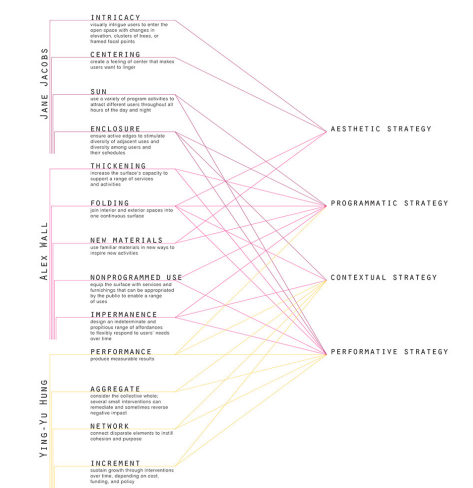 JANE JACOBS
INTRICACY
visually intrigue users to enter the
open space with changes in
elevation, clusters of trees, or
framed focal points
CENTERING
create a feeling of center that makes
users want to linger
SUN
use a variety of program activities to
attract different users throughout all
hours of the day and night
ENCLOSURE
ensure active edges to stimulate
diversity of adjacent uses and
diversity among users and
their schedules
ALEX WALL
THICKENING
increase the surface's capacity to
support a range of services
and activities
FOLDING
join interior and exterior spaces into
one continuous surface
NEW MATERIALS
use familiar materials in new ways to
inspire new activities
NONPROGRAMMED USE
equip the surface with services and
furnishings that can be appropriated
by the public to enable a range
of uses
IMPERMANENCE
design an indeterminate and
propitious range of affordances
to flexibly respond to users' needs
over time
YING-YU HUNG
PERFORMANCE
produce measurable results
AGGREGATE
consider the collective whole;
several small interventions can
remediate and sometimes reverse
negative impact
NETWORK
connect disparate elements to instill
cohesion and purpose
INCREMENT
sustain growth through interventions
over time, depending on cost,
funding, and policy
AESTHETIC STRATEGY
PROGRAMMATIC STRATEGY
CONTEXTUAL STRATEGY
PERFORMATIVE STRATEGY